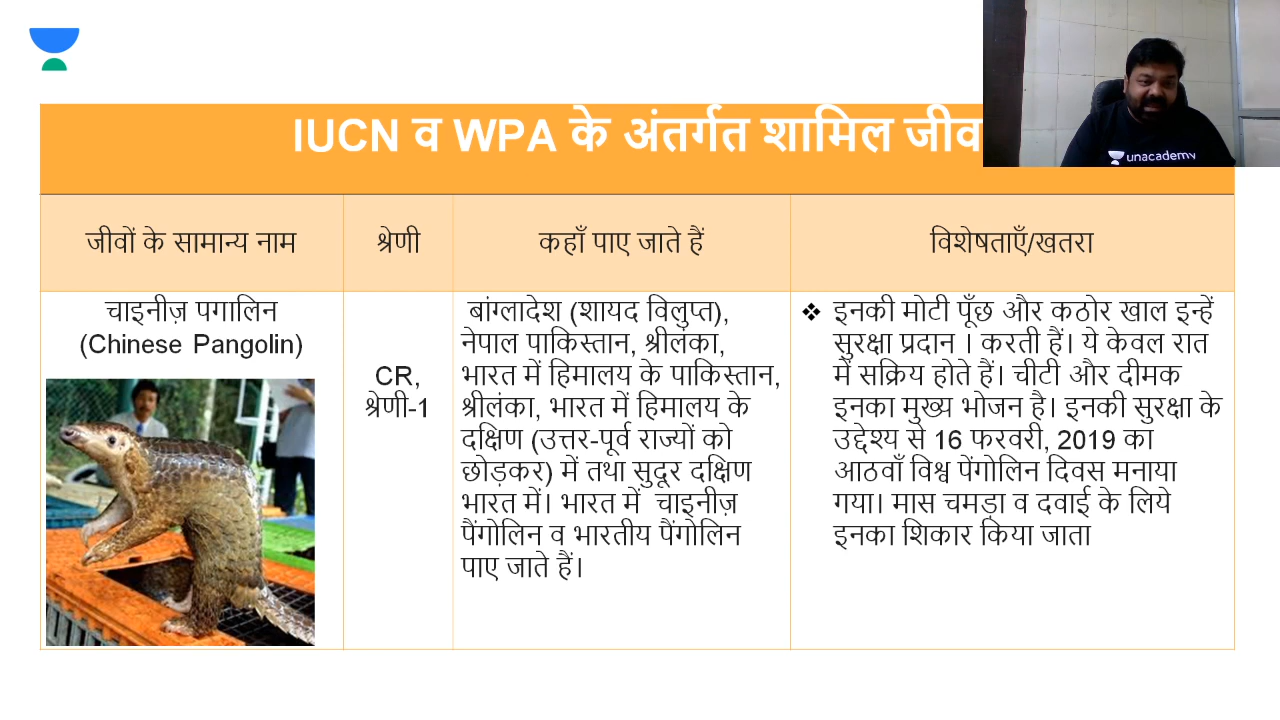 IUCN व WPA के अंतर्गत शामिल जीव
unacademy
जीवों के सामान्य नाम
श्रेणी
कहाँ पाए जाते हैं
विशेषताएँ/खतरा
चाइनीज़ पगालिन
(Chinese Pangolin)
CR,
श्रेणी-1
बांग्लादेश (शायद विलुप्त),
नेपाल पाकिस्तान, श्रीलंका,
भारत में हिमालय के पाकिस्तान,
श्रीलंका, भारत में हिमालय के
दक्षिण (उत्तर-पूर्व राज्यों को
छोड़कर) में तथा सुदूर दक्षिण
भारत में। भारत में चाइनीज़
पैंगोलिन व भारतीय पैंगोलिन
पाए जाते हैं।
❖ इनकी मोटी पूँछ और कठोर खाल इन्हें
सुरक्षा प्रदान । करती हैं। ये केवल रात
में सक्रिय होते हैं। चीटी और दीमक
इनका मुख्य भोजन है। इनकी सुरक्षा के
उद्देश्य से 16 फरवरी, 2019 का
आठवाँ विश्व पेंगोलिन दिवस मनाया
गया। मास चमड़ा व दवाई के लिये
इनका शिकार किया जाता